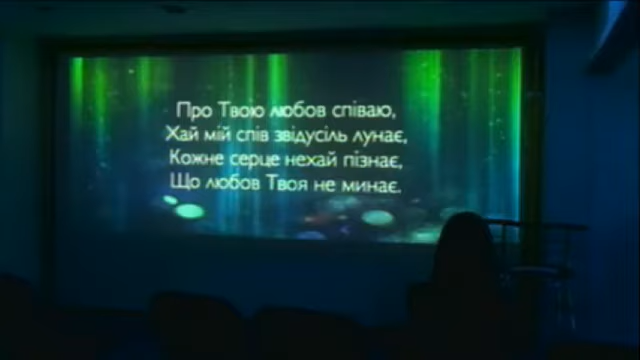 Про Твою любов співаю,
Хай мій спів звідусіль лунає,
Кожне серце нехай пізнає,
Що любов Твоя не минає.